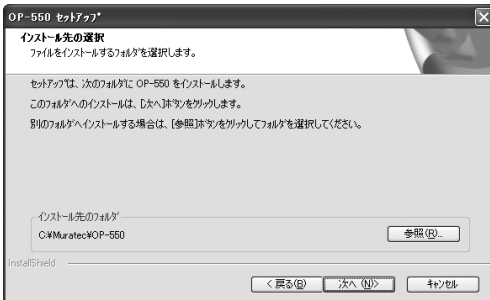 OP-550 セットアップ
インストール先の選択
ファイルをインストールするフォルダを選択します。
セットアップは、次のフォルダに OP-550 をインストールします。
このフォルダへのインストールは、[次へ]ボタンをクリックします。
別のフォルダへインストールする場合は、[参照]ボタンをクリックしてフォルダを選択してください。
インストール先のフォルダ
C:¥Muratec¥OP-550
参照(R)...
InstallShield
< 戻る(B)
次へ (N)>
キャンセル